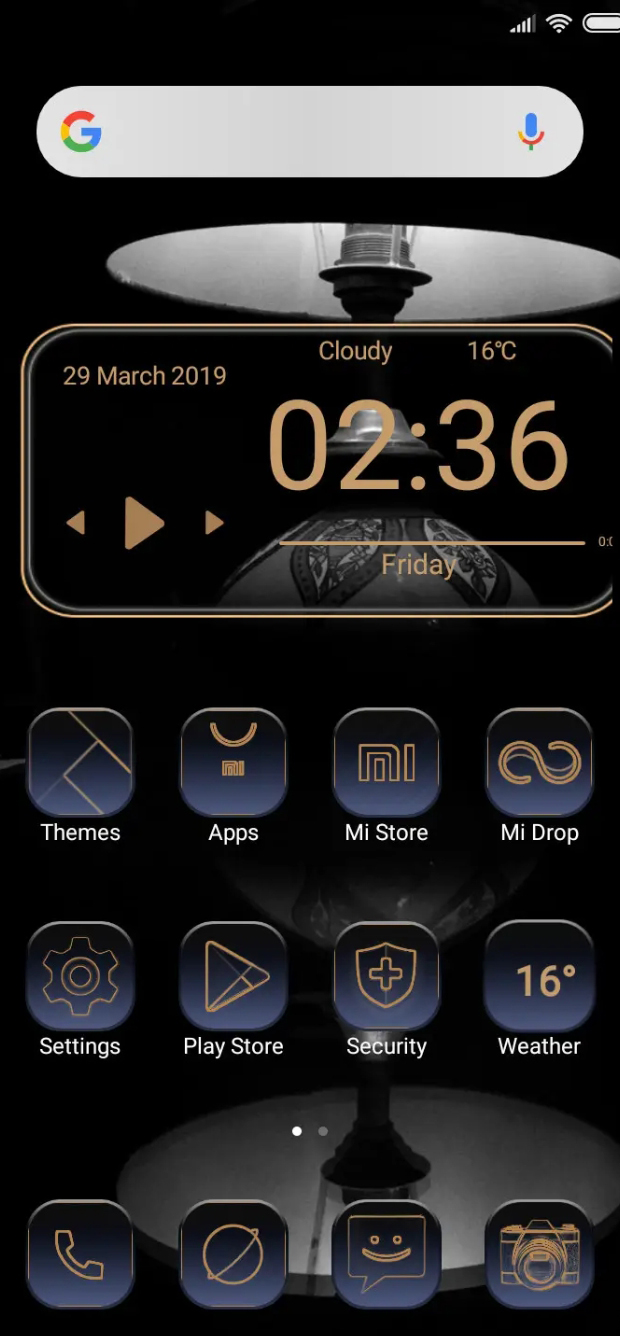 Cloudy 16℃
29 March 2019
02:36
0:0
Friday
Themes Apps Mi Store Mi Drop
16°
Settings Play Store Security Weather